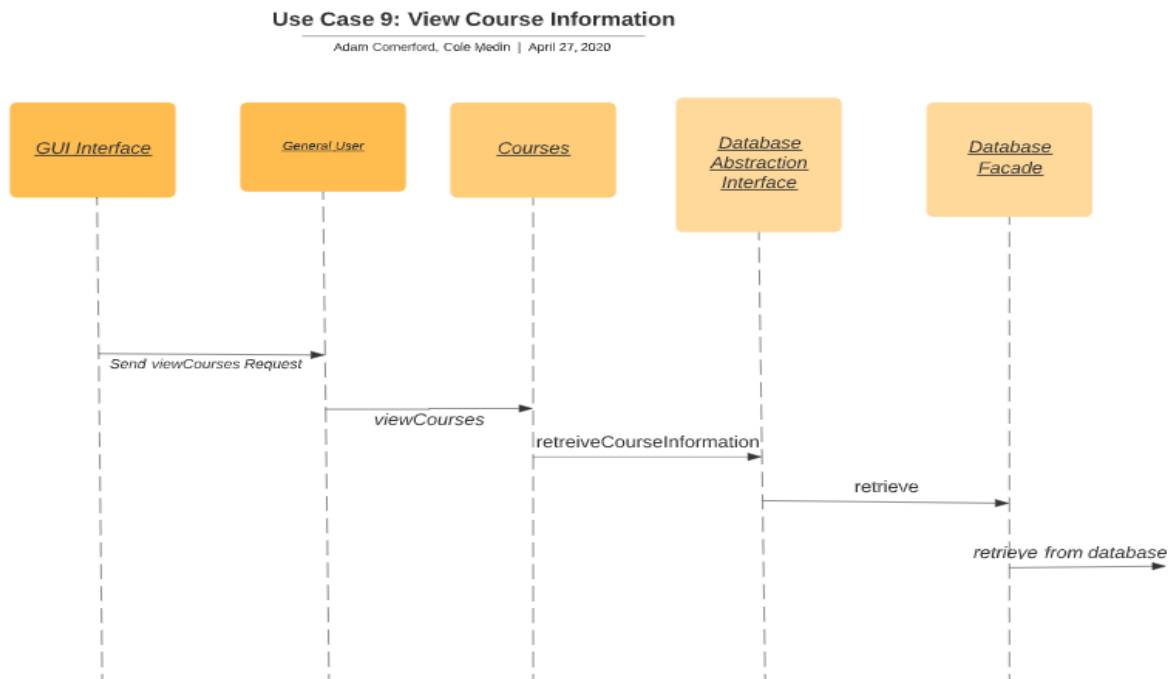 Use Case 9: View Course Information
Adam Comerford, Cole Medin | April 27, 2020
GUI Interface
General User
Courses
Database
Abstraction
Interface
Database
Facade
Send viewCourses Request
viewCourses
retreiveCourseInformation
retrieve
retrieve from database